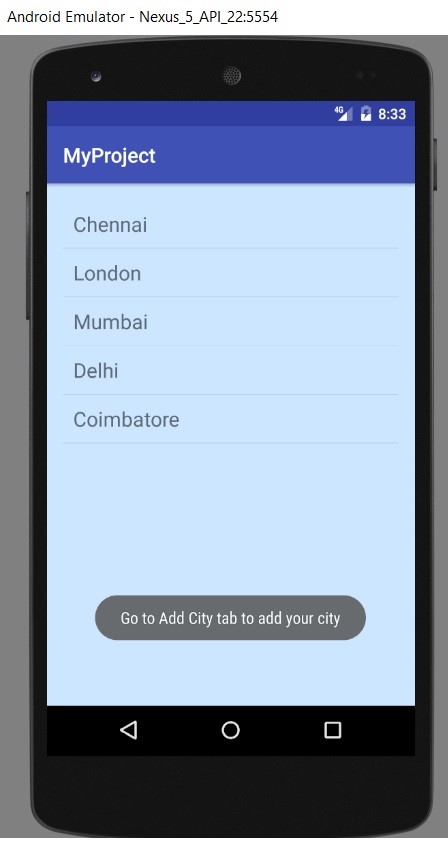 Android Emulator - Nexus_5_API_22:5554
4G 8:33
MyProject
Chennai
London
Mumbai
Delhi
Coimbatore
Go to Add City tab to add your city